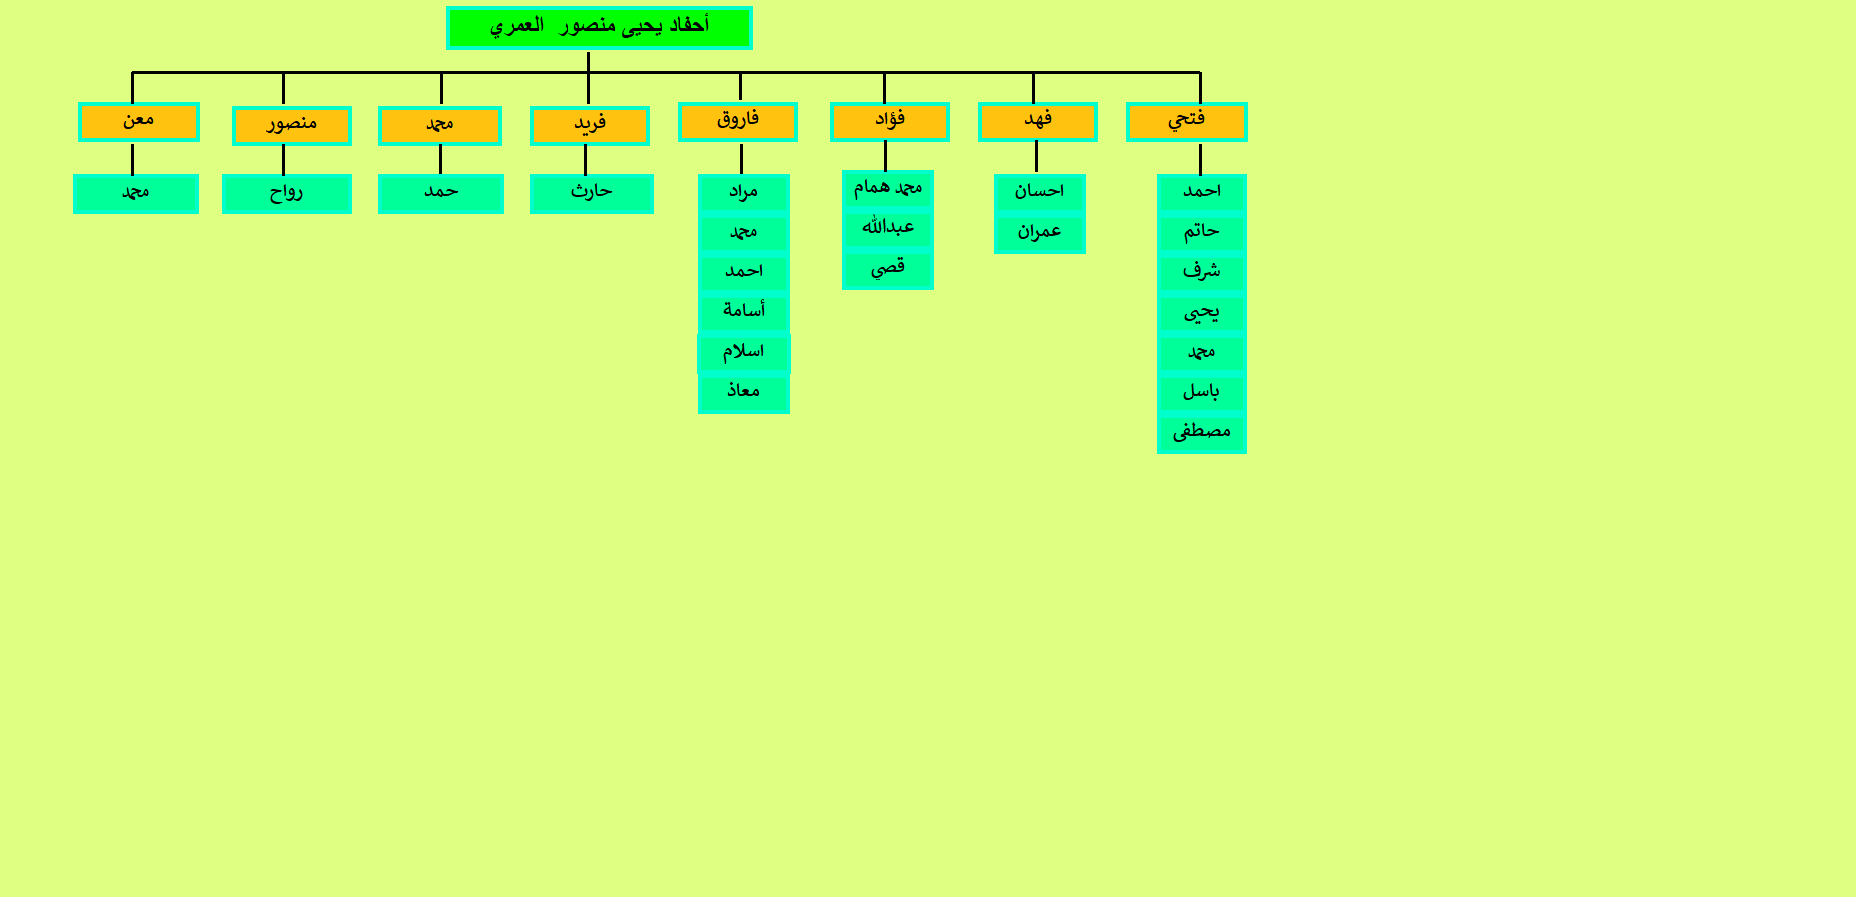 أحفاد يحيى منصور العمري
فتحي
فهد
فؤاد
فاروق
فريد
محمد
منصور
معن
احمد
حاتم
شرف
يحيى
محمد
باسل
مصطفى
احسان
عمران
محمد همام
عبدالله
قصي
مراد
محمد
احمد
أسامة
اسلام
معاذ
حارث
حمد
رواح
محمد